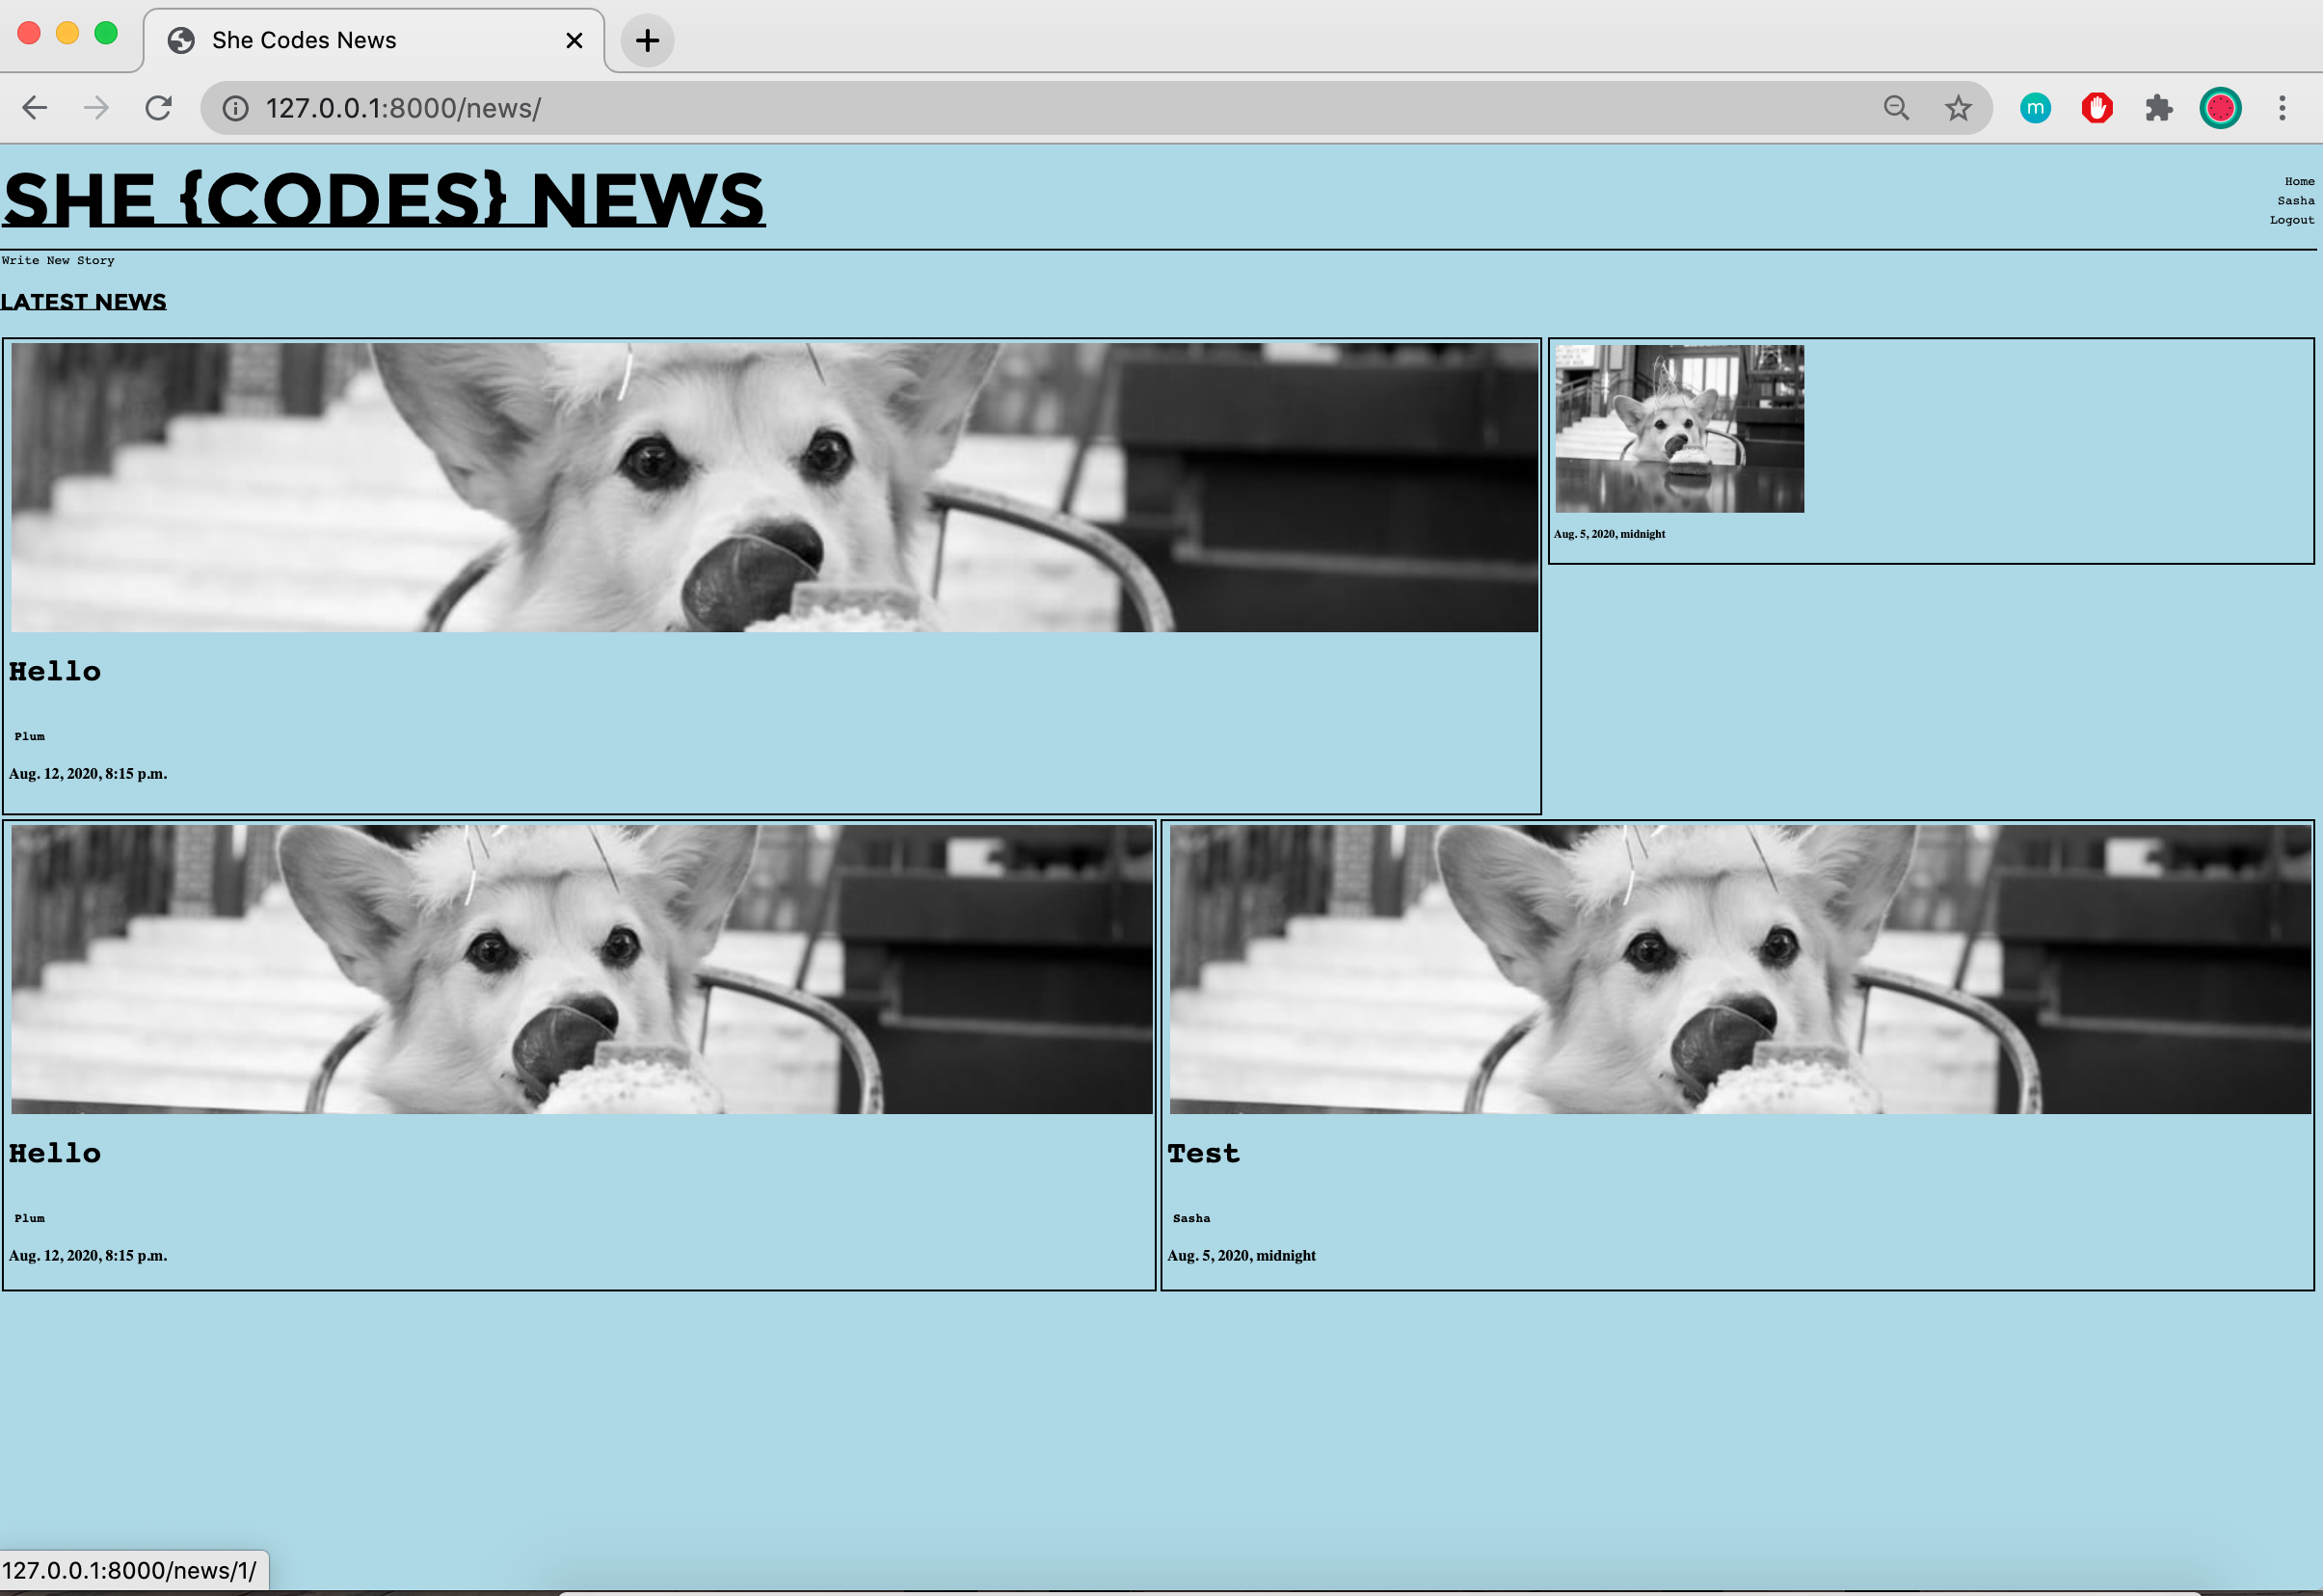 She Codes News
127.0.0.1:8000/news/
m
SHE {CODES} NEWS
Home
Sasha
Logout
Write New Story
LATEST NEWS
Hello
Plum
Aug. 12, 2020, 8:15 p.m.
Aug. 5, 2020, midnight
Hello
Plum
Aug. 12, 2020, 8:15 p.m.
Test
Sasha
Aug. 5, 2020, midnight
127.0.0.1:8000/news/1/